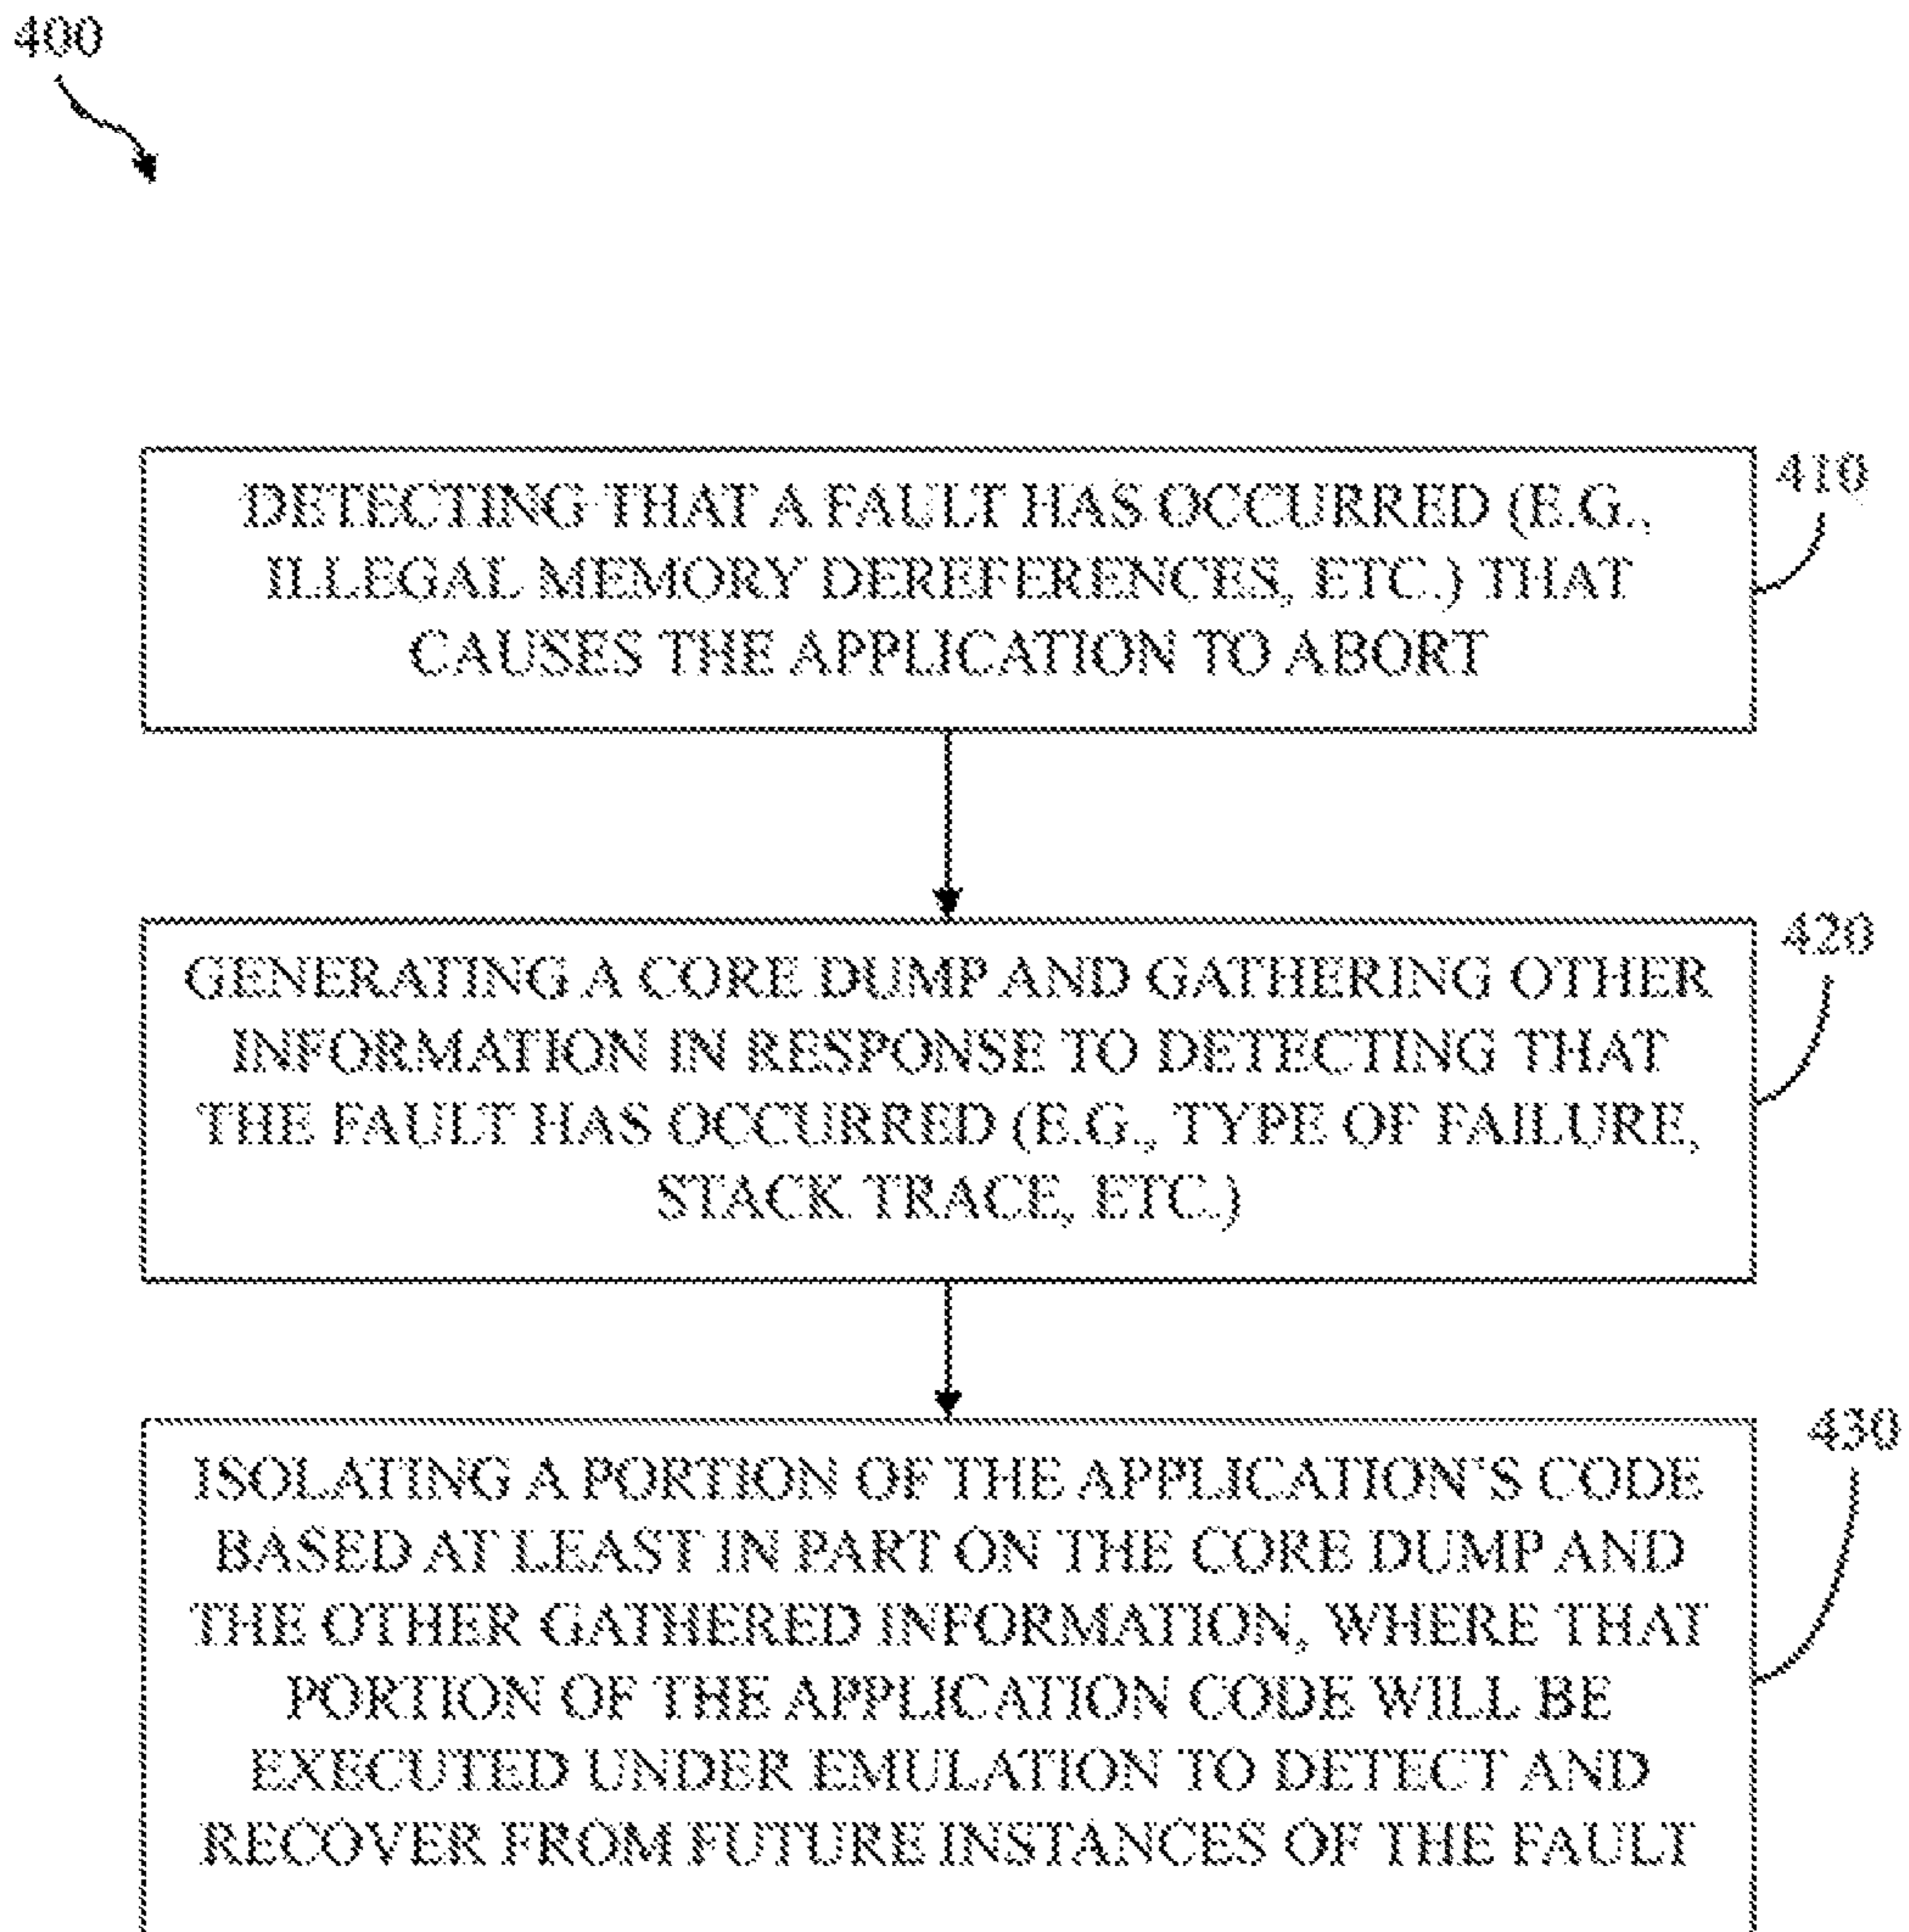 400
410
DETECTING THAT A FAULT HAS OCCURRED (E.G.,
ILLEGAL MEMORY DEREFERENCES, ETC.) THAT
CAUSES THE APPLICATION TO ABORT
420
GENERATING A CORE DUMP AND GATHERING OTHER
INFORMATION IN RESPONSE TO DETECTING THAT
THE FAULT HAS OCCURRED (E.G., TYPE OF FAILURE,
STACK TRACE, ETC.)
430
ISOLATING A PORTION OF THE APPLICATION'S CODE
BASED AT LEAST IN PART ON THE CORE DUMP AND
THE OTHER GATHERED INFORMATION, WHERE THAT
PORTION OF THE APPLICATION CODE WILL BE
EXECUTED UNDER EMULATION TO DETECT AND
RECOVER FROM FUTURE INSTANCES OF THE FAULT